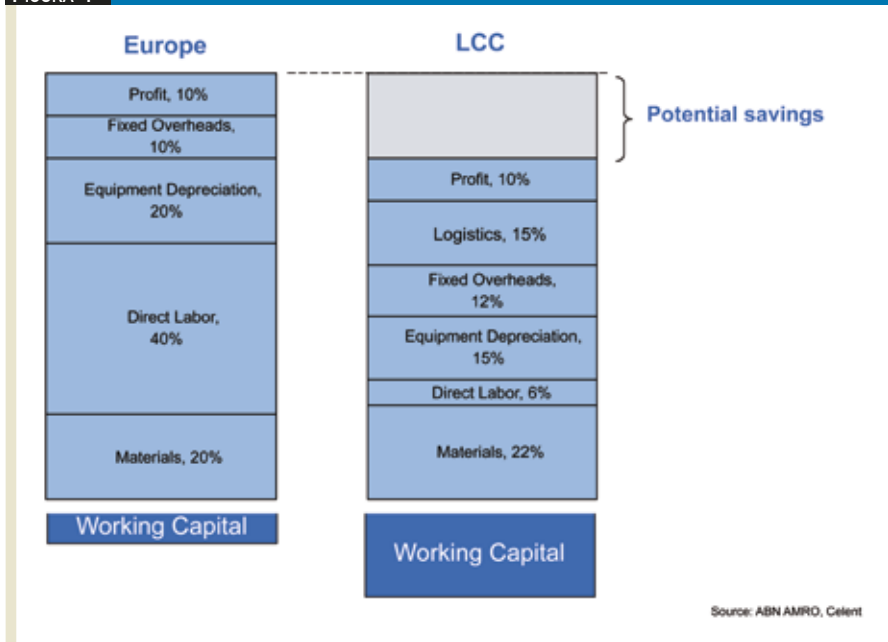 Europe
LCC
Profit, 10%
Fixed Overheads,
10%
Equipment Depreciation,
20%
Direct Labor,
40%
Materials, 20%
Working Capital
Potential savings
Profit, 10%
Logistics, 15%
Fixed Overheads,
12%
Equipment Depreciation,
15%
Direct Labor, 6%
Materials, 22%
Working Capital
Source: ABN AMRO, Celent